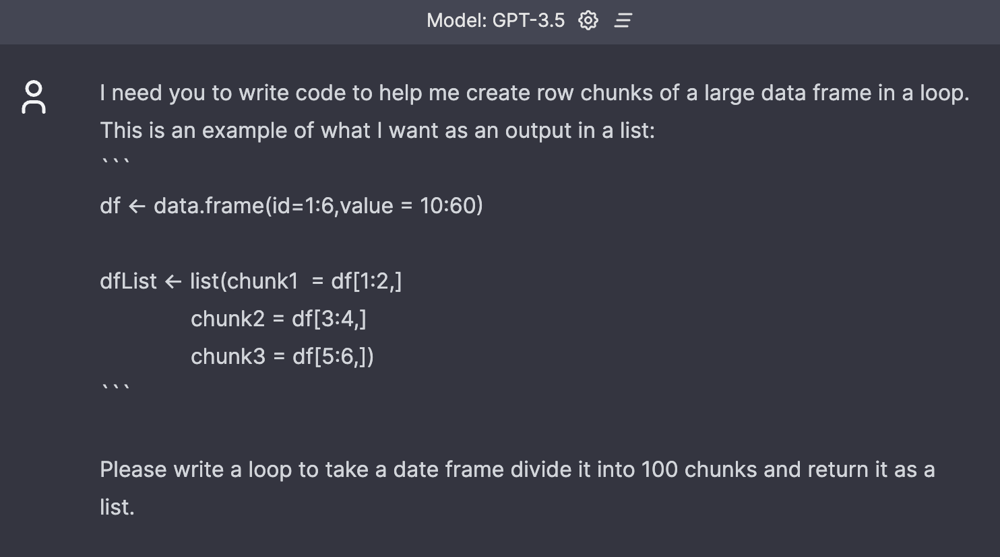 Model: GPT-3.5
I need you to write code to help me create row chunks of a large data frame in a loop.
This is an example of what I want as an output in a list:
```
df <- data.frame(id=1:6,value = 10:60)
dfList <- list(chunk1  = df[1:2,]
chunk2 = df[3:4,]
chunk3 = df[5:6,])
```
Please write a loop to take a date frame divide it into 100 chunks and return it as a
list.